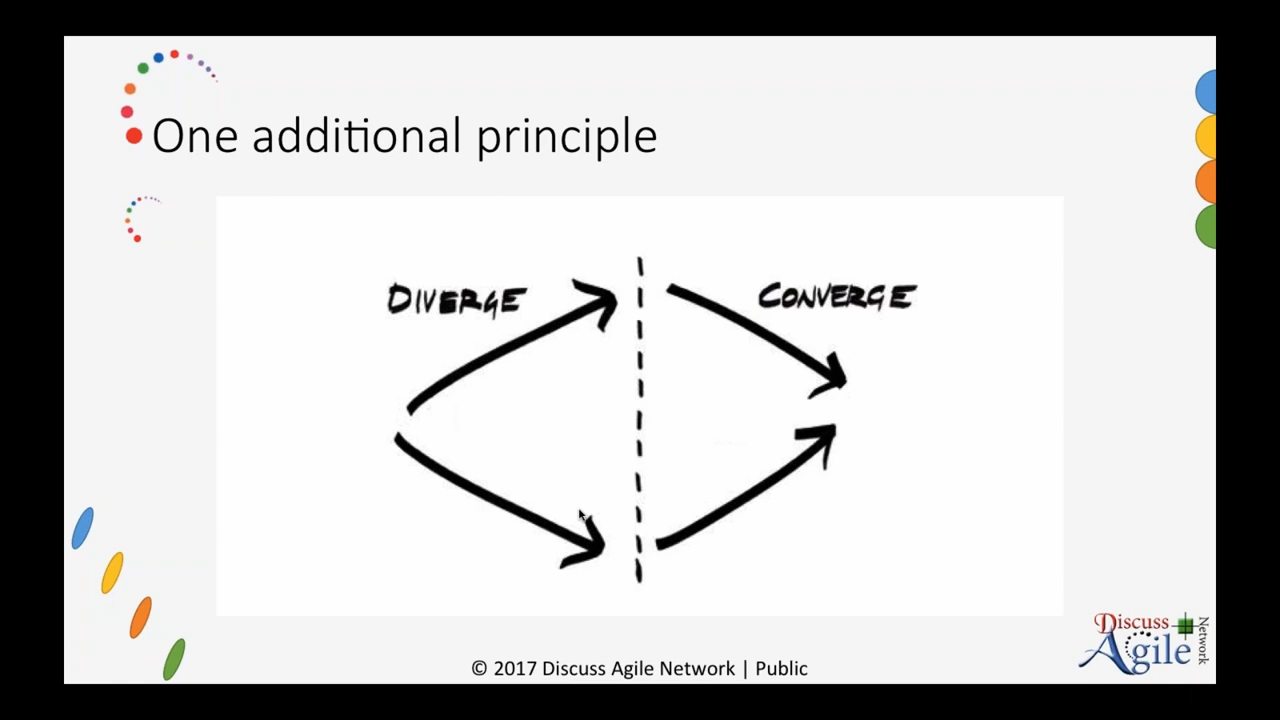 One additional principle
DIVERGE
CONVERGE
Discuss
Agile
Network
© 2017 Discuss Agile Network | Public